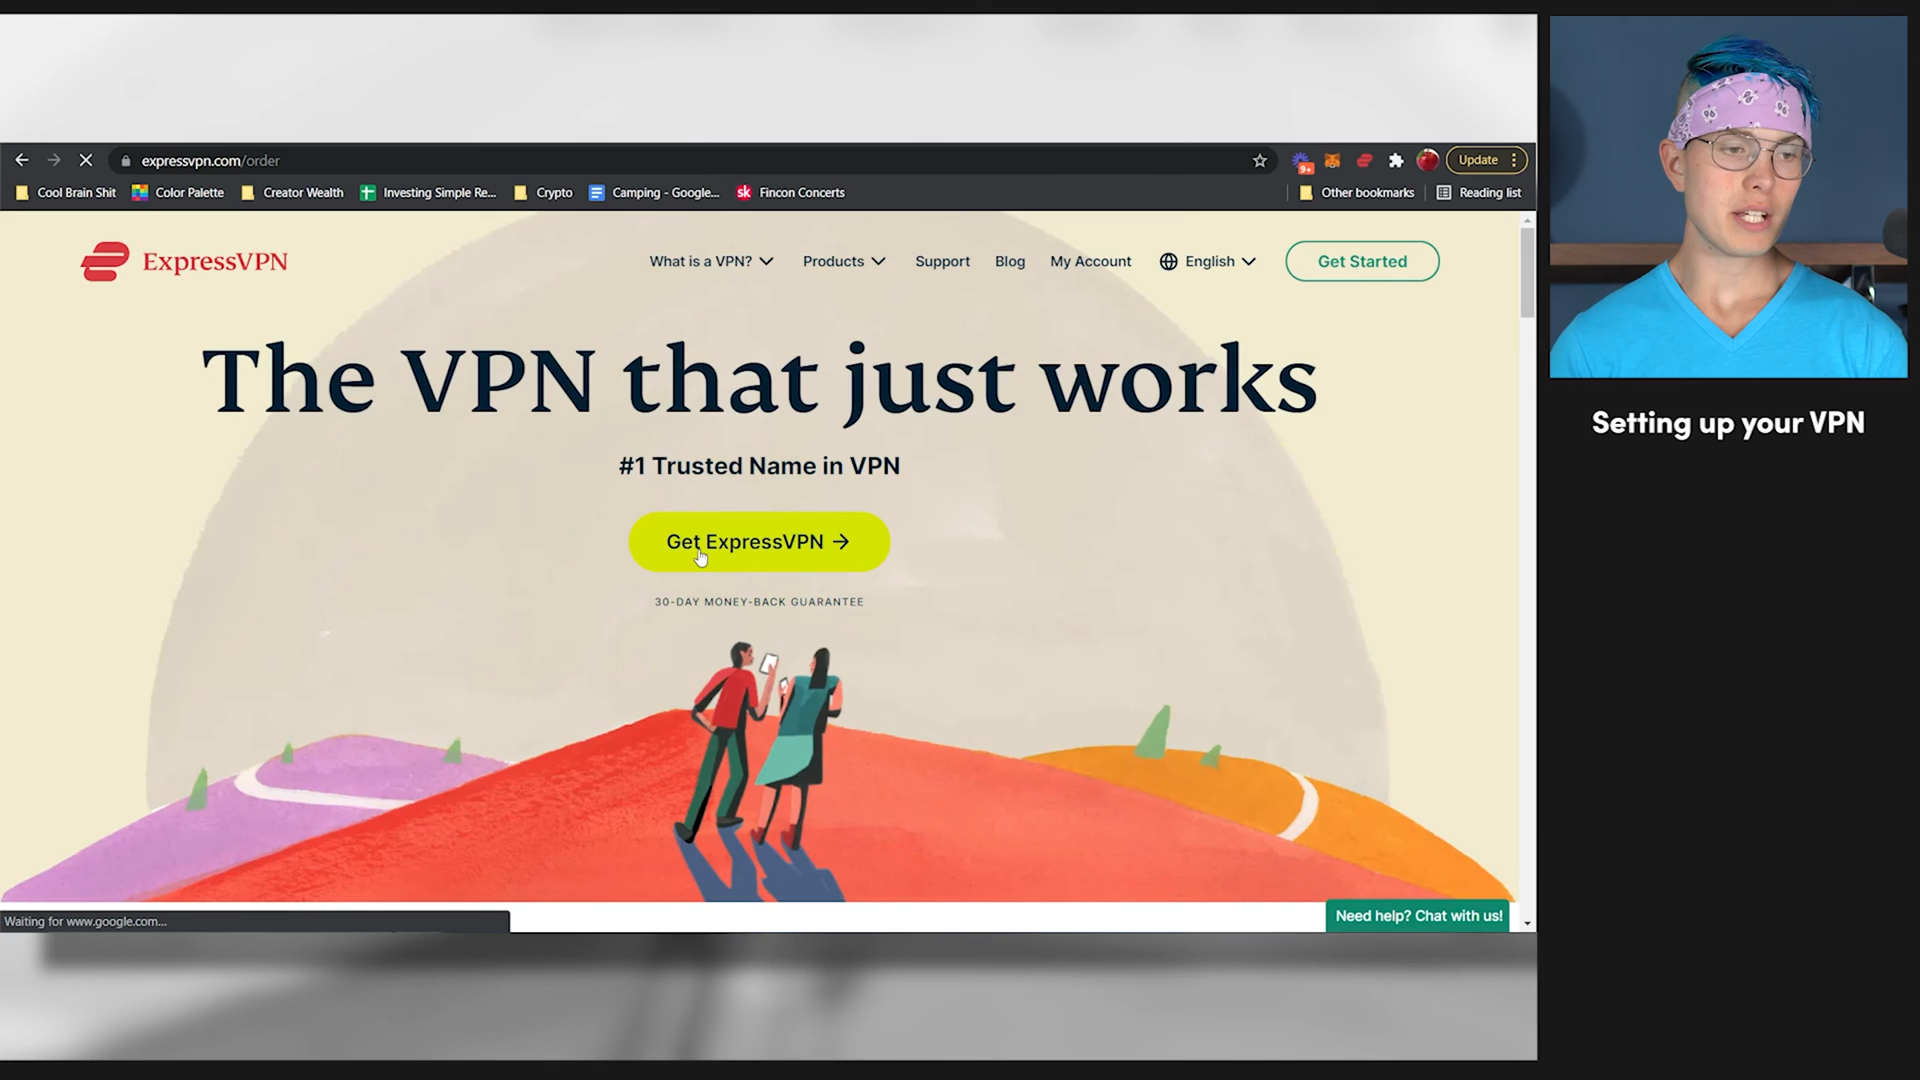 expressvpn.com/order
9+
Update
Cool Brain Shit
Color Palette
Creator Wealth
Investing Simple Re...
Crypto
Camping - Google...
sk
Fincon Concerts
Other bookmarks
Reading list
ExpressVPN
What is a VPN?
Products
Support
Blog
My Account
English
Get Started
The VPN that just works
#1 Trusted Name in VPN
Get ExpressVPN
30-DAY MONEY-BACK GUARANTEE
Waiting for www.google.com...
Need help? Chat with us!
Setting up your VPN